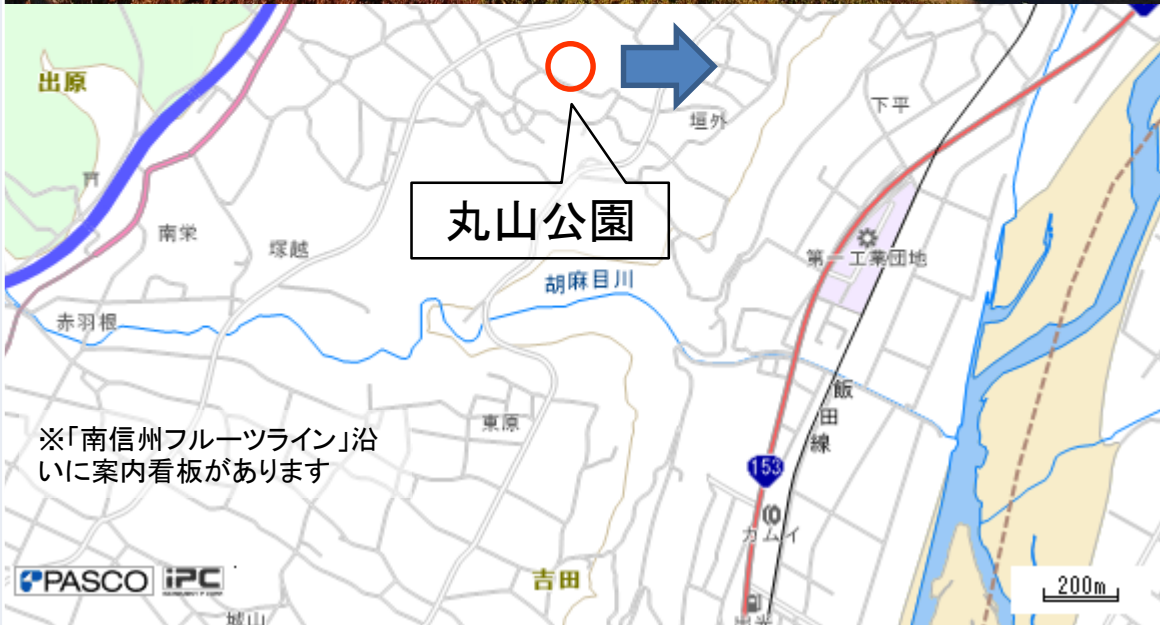 出原
垣外
下平
丸山公園
南栄
塚越
第一工業団地
胡麻目川
赤羽根
飯田線
東原
※「南信州フルーツライン」沿
いに案内看板があります
153
カムイ
吉田
PASCO
iPC
200m
城山